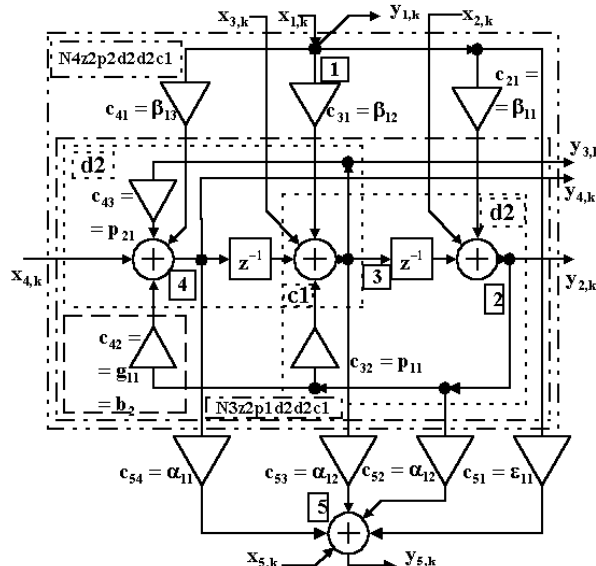 x3,k x1,k y1,k x2,k
N4z2p2d2d2c1
1
c41 = β13
c31 = β12
c21 =
= β11
d2
y3,k
y4,k
c43 =
= p21
d2
x4,k
+
z⁻¹
+
z⁻¹
+
y2,k
4
3
2
c1
c42 =
= g11
= b2
c32 = p11
N3z2p1d2d2c1
c54 = α11
c53 = α12
c52 = α12
c51 = ε11
5
+
x5,k
y5,k